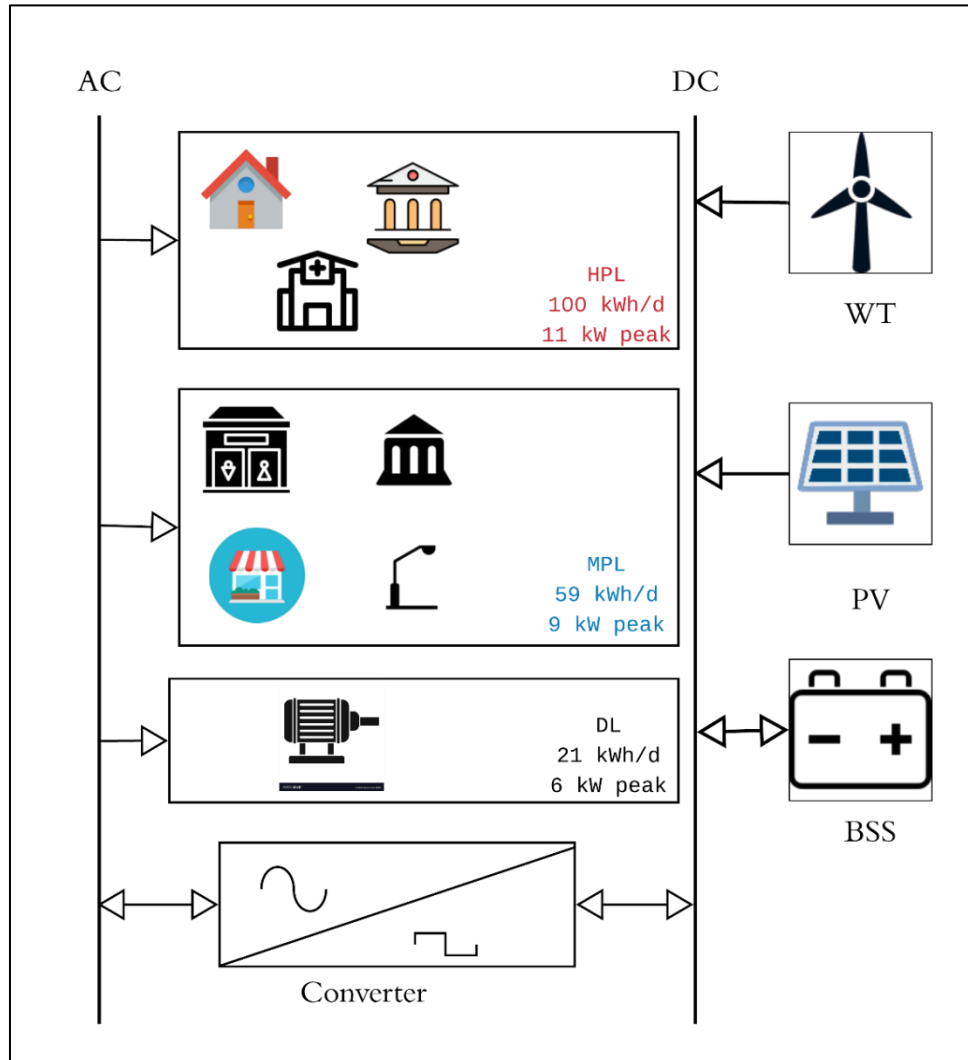 AC
DC
HPL
100 kWh/d
11 kW peak
WT
MPL
59 kWh/d
9 kW peak
PV
DL
21 kWh/d
6 kW peak
BSS
Converter